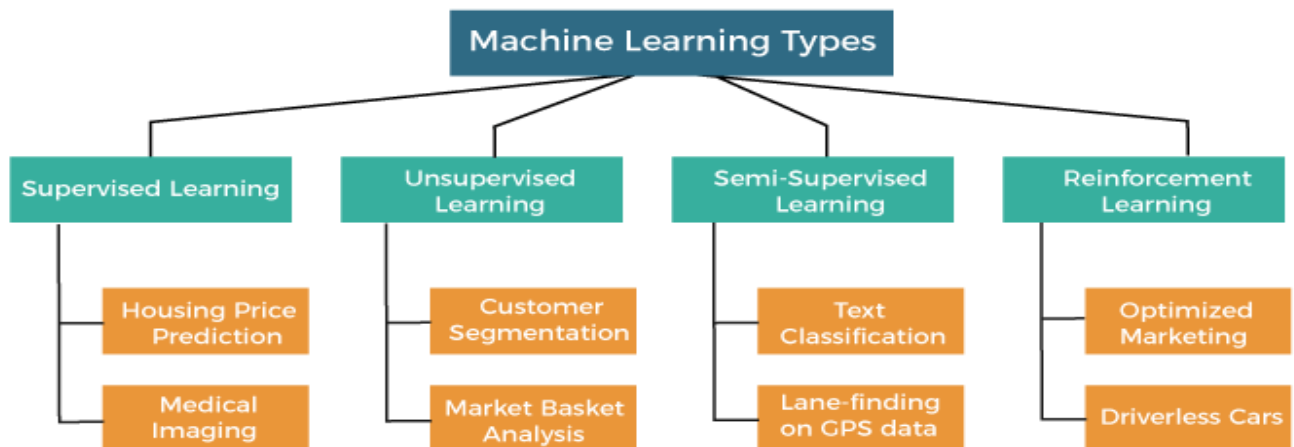 Machine Learning Types
Supervised Learning
Unsupervised
Learning
Semi-Supervised
Learning
Reinforcement
Learning
Housing Price
Prediction
Customer
Segmentation
Text
Classification
Optimized
Marketing
Medical
Imaging
Market Basket
Analysis
Lane-finding
on GPS data
Driverless Cars